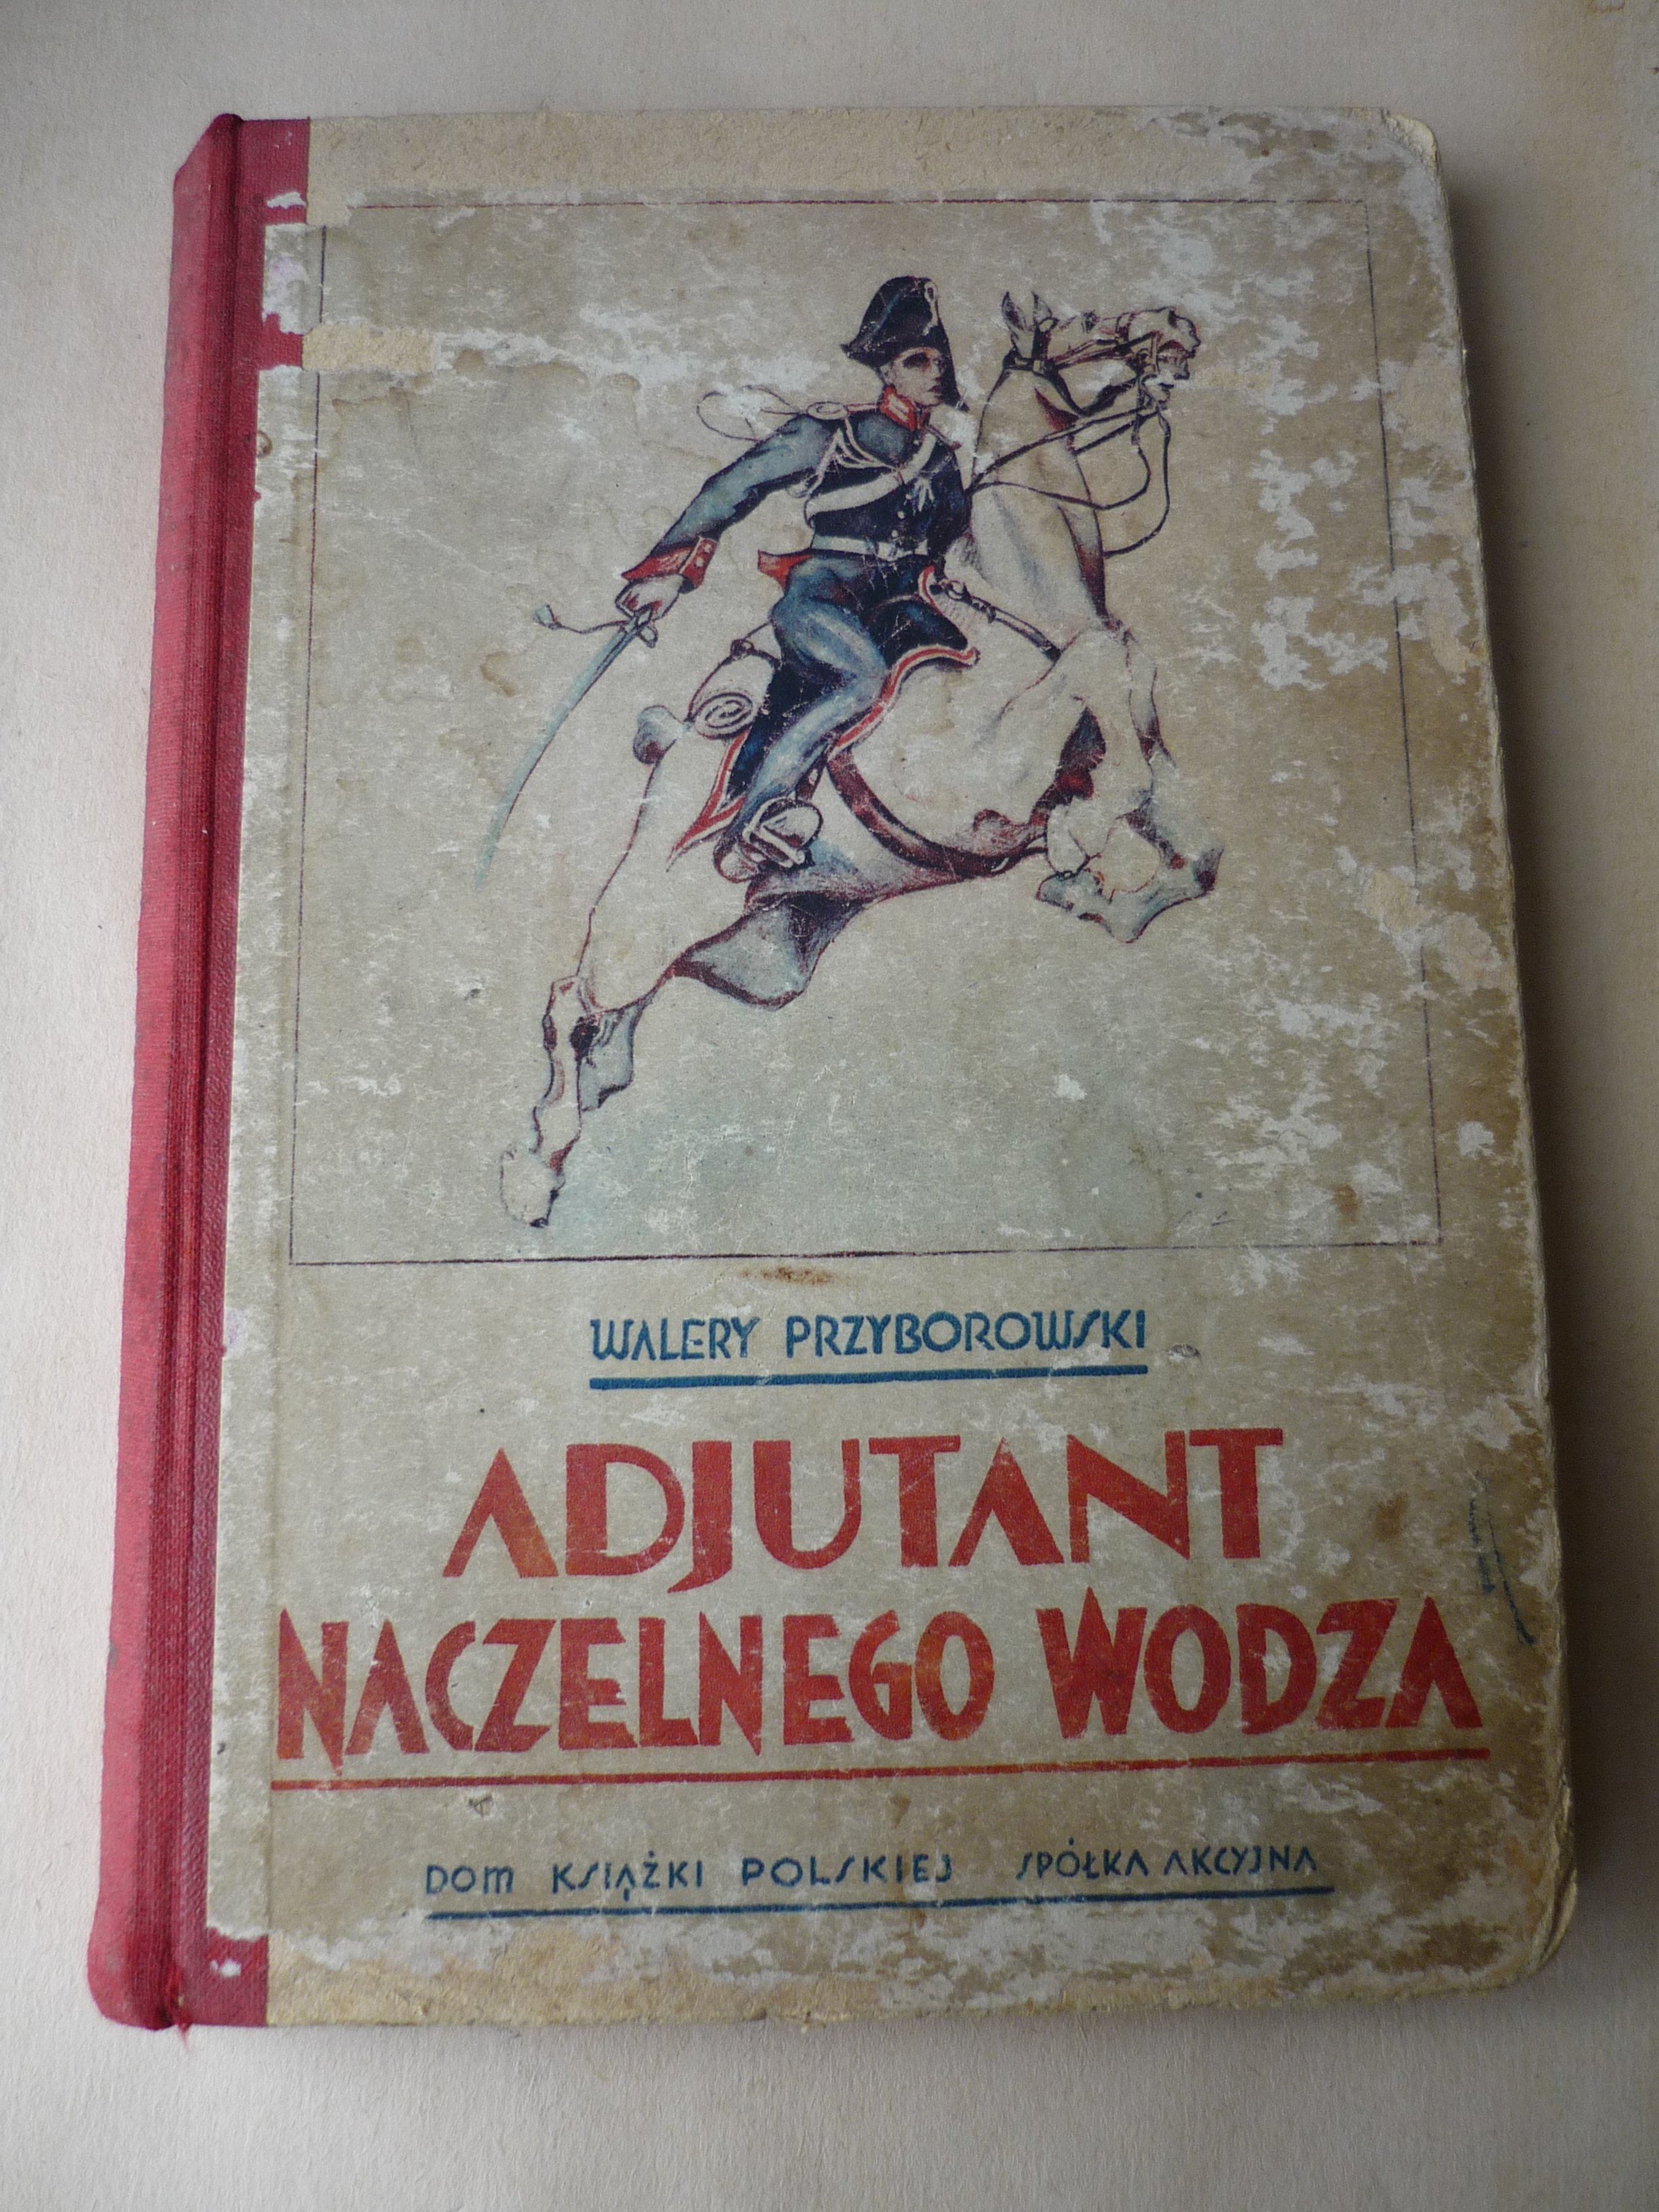 WALERY PRZYBOROWSKI
ADJUTANT
NACZELNEGO WODZA
DOM KSIĄŻKI POLSKIEJ SPÓŁKA AKCYJNA